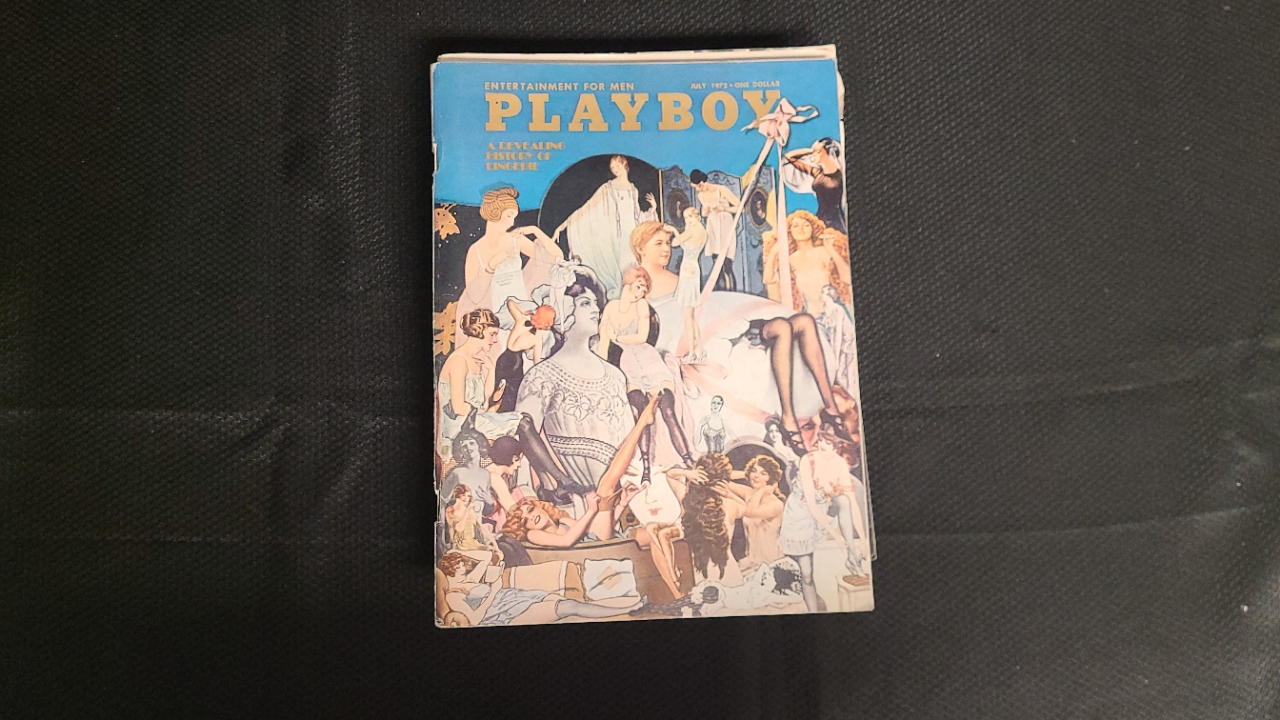 ENTERTAINMENT FOR MEN
JULY 1972 • ONE DOLLAR
PLAYBOY
A REVEALING
HISTORY OF
LINGERIE